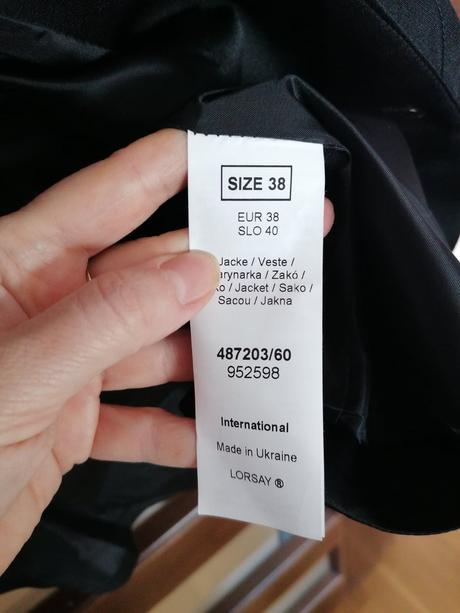 SIZE 38
EUR 38
SLO 40
Jacke / Veste /
/ Zakó /
/ Jacket / Sako /
Sacou / Jakna
487203/60
952598
International
Made in Ukraine
LORSAY ®